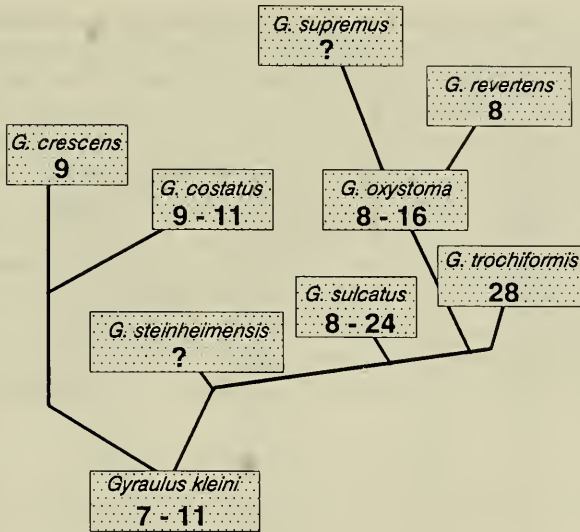 G. supremus
?
G. revertens
8
G. crescens
9
G. costatus
9 - 11
G. oxystoma
8 - 16
G. trochiformis
28
G. sulcatus
8 - 24
G. steinheimensis
?
Gyraulus kleini
7 - 11